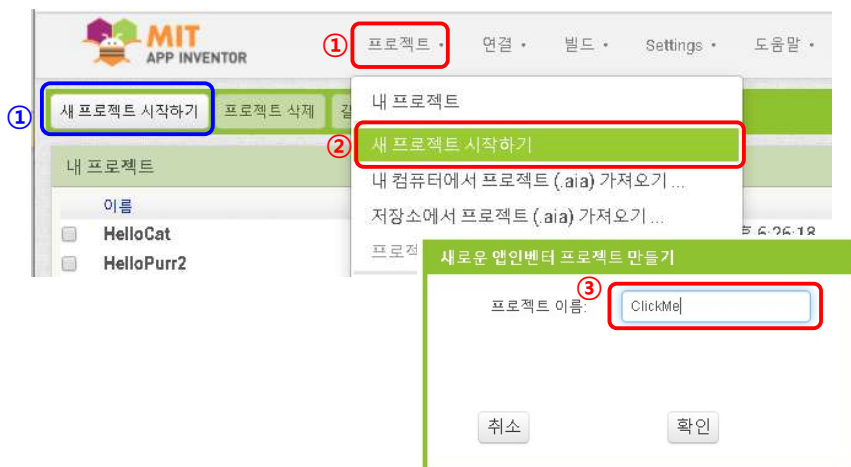 MIT
APP INVENTOR
① 프로젝트 • 연결 • 빌드 • Settings • 도움말 •
① 새 프로젝트 시작하기 프로젝트 삭제
내 프로젝트
② 새 프로젝트 시작하기
내 컴퓨터에서 프로젝트 (.aia) 가져오기 ...
저장소에서 프로젝트 (.aia) 가져오기 ...
내 프로젝트
이름
HelloCat
HelloPurr2
6:26:18
새로운 앱인벤터 프로젝트 만들기
③
프로젝트 이름: ClickMe
취소 확인